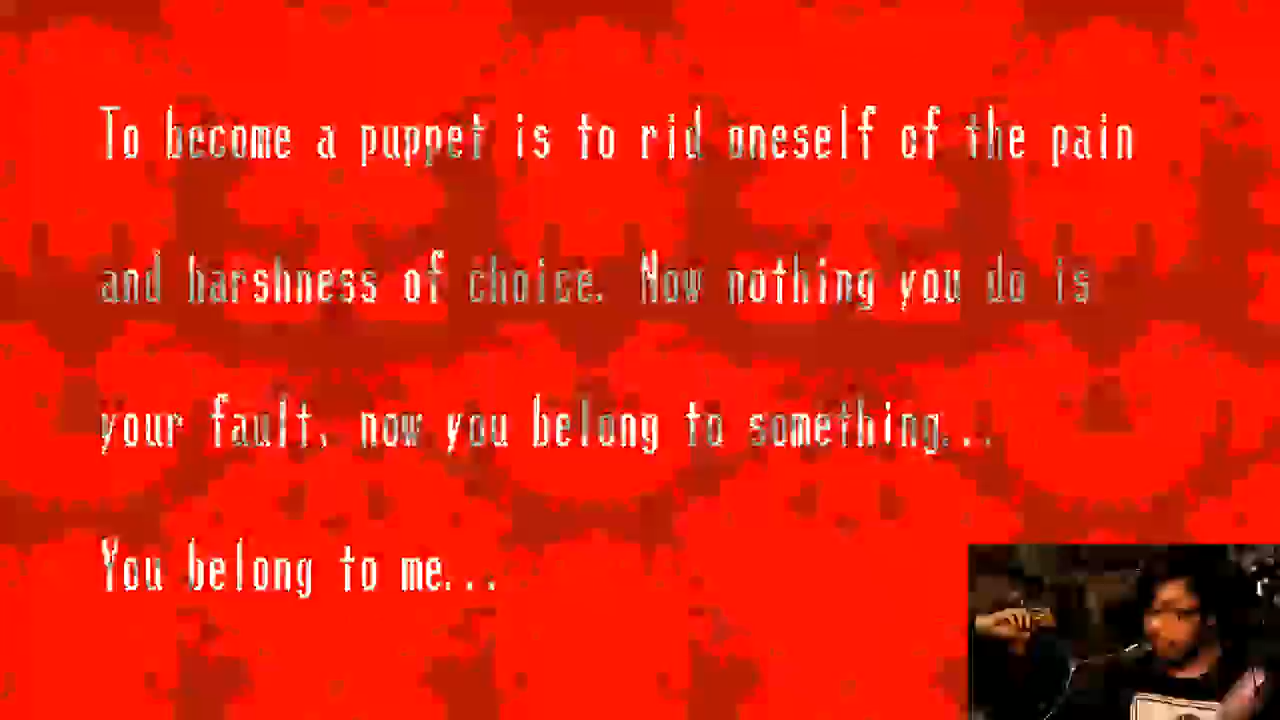 To become a puppet is to rid oneself of the pain
and harshness of choice. Now nothing you do is
your fault, now you belong to something...
You belong to me...